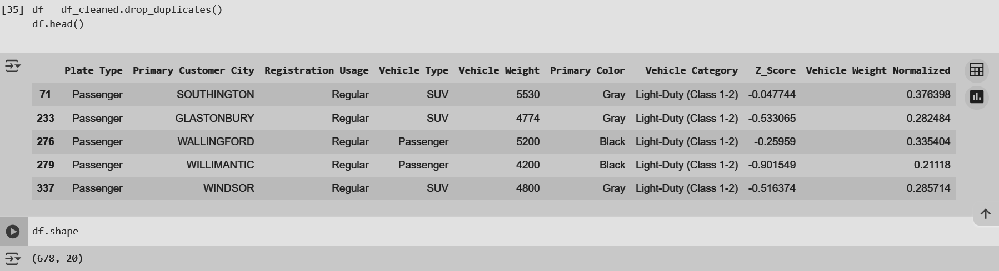 [35] df = df_cleaned.drop_duplicates()
df.head()
Plate Type Primary Customer City Registration Usage Vehicle Type Vehicle Weight Primary Color Vehicle Category Z_Score Vehicle Weight Normalized
71 Passenger SOUTHINGTON Regular SUV 5530 Gray Light-Duty (Class 1-2) -0.047744 0.376398
233 Passenger GLASTONBURY Regular SUV 4774 Gray Light-Duty (Class 1-2) -0.533065 0.282484
276 Passenger WALLINGFORD Regular Passenger 5200 Black Light-Duty (Class 1-2) -0.25959 0.335404
279 Passenger WILLIMANTIC Regular Passenger 4200 Black Light-Duty (Class 1-2) -0.901549 0.21118
337 Passenger WINDSOR Regular SUV 4800 Gray Light-Duty (Class 1-2) -0.516374 0.285714
df.shape
(678, 20)